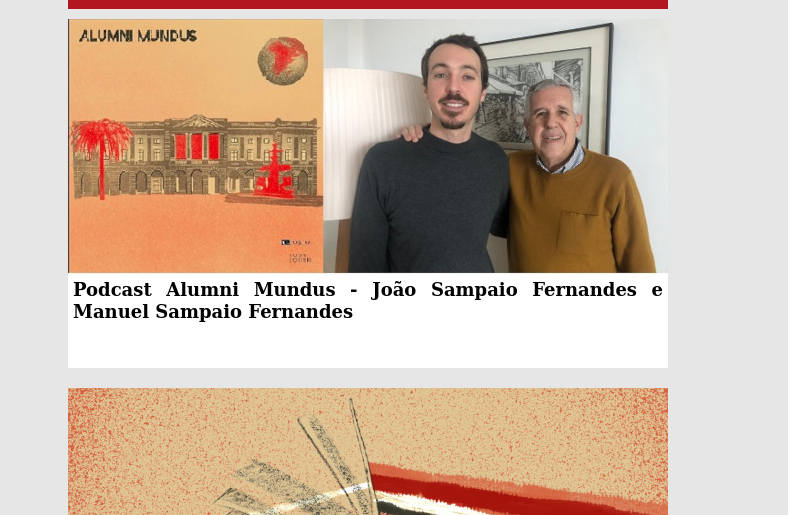 ALUMNI MUNDUS
Podcast Alumni Mundus - João Sampaio Fernandes e
Manuel Sampaio Fernandes